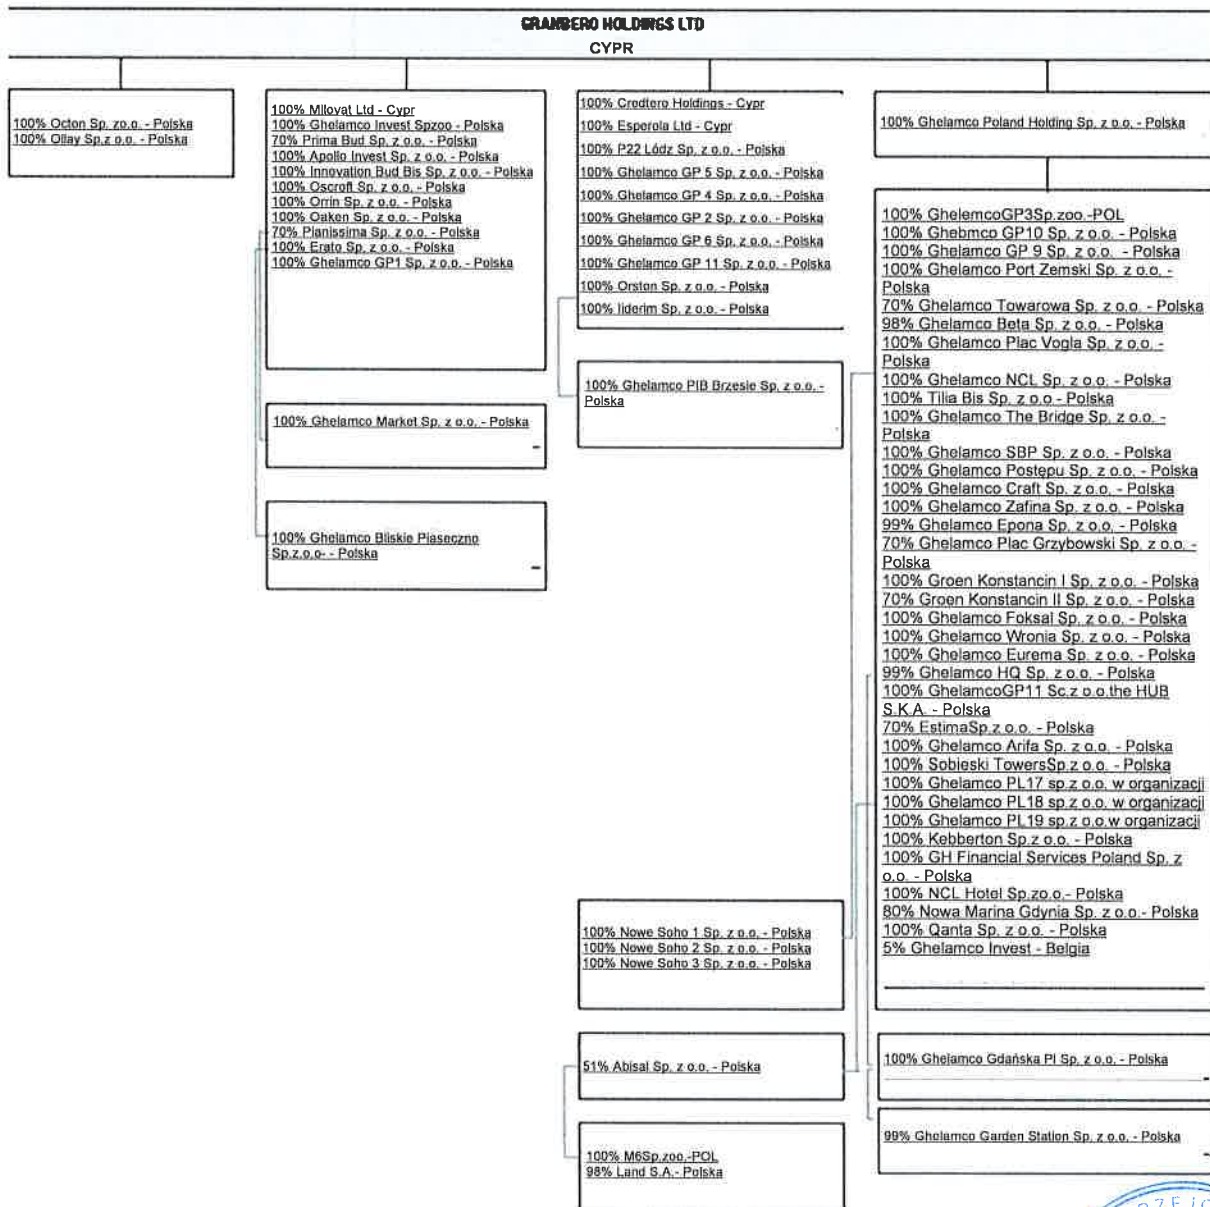 GRANBERO HOLDINGS LTD
CYPR
100% Octon Sp. zo.o. - Polska
100% Ollay Sp.z o.o. - Polska
100% Milovat Ltd - Cypr
100% Ghelamco Invest Spzoo - Polska
70% Prima Bud Sp. z o.o. - Polska
100% Apollo Invest Sp. z o.o. - Polska
100% Innovation Bud Bis Sp. z o.o. - Polska
100% Oscroft Sp. z o.o. - Polska
100% Orrin Sp. z o.o. - Polska
100% Oaken Sp. z o.o. - Polska
70% Pianissima Sp. z o.o. - Polska
100% Erato Sp. z o.o. - Polska
100% Ghelamco GP1 Sp. z o.o. - Polska
100% Ghelamco Market Sp. z o.o. - Polska
100% Ghelamco Bliskie Piaseczno
Sp.z.o.o- - Polska
100% Credtero Holdings - Cypr
100% Esperola Ltd - Cypr
100% P22 Lódz Sp. z o.o. - Polska
100% Ghelamco GP 5 Sp. z o.o. - Polska
100% Ghelamco GP 4 Sp. z o.o. - Polska
100% Ghelamco GP 2 Sp. z o.o. - Polska
100% Ghelamco GP 6 Sp. z o.o. - Polska
100% Ghelamco GP 11 Sp. z o.o. - Polska
100% Orston Sp. z o.o. - Polska
100% Ilderim Sp. z o.o. - Polska
100% Ghelamco PIB Brzesie Sp. z o.o. -
Polska
100% Nowe Soho 1 Sp. z o.o. - Polska
100% Nowe Soho 2 Sp. z o.o. - Polska
100% Nowe Soho 3 Sp. z o.o. - Polska
51% Abisal Sp. z o.o. - Polska
100% M6Sp.zoo.-POL
98% Land S.A.- Polska
100% Ghelamco Poland Holding Sp. z o.o. - Polska
100% GhelemcoGP3Sp.zoo.-POL
100% Ghebmco GP10 Sp. z o.o. - Polska
100% Ghelamco GP 9 Sp. z o.o. - Polska
100% Ghelamco Port Zemski Sp. z o.o. -
Polska
70% Ghelamco Towarowa Sp. z o.o. - Polska
98% Ghelamco Beta Sp. z o.o. - Polska
100% Ghelamco Plac Vogla Sp. z o.o. -
Polska
100% Ghelamco NCL Sp. z o.o. - Polska
100% Tilia Bis Sp. z o.o - Polska
100% Ghelamco The Bridge Sp. z o.o. -
Polska
100% Ghelamco SBP Sp. z o.o. - Polska
100% Ghelamco Postępu Sp. z o.o. - Polska
100% Ghelamco Craft Sp. z o.o. - Polska
100% Ghelamco Zafina Sp. z o.o. - Polska
99% Ghelamco Epona Sp. z o.o. - Polska
70% Ghelamco Plac Grzybowski Sp. z o.o. -
Polska
100% Groen Konstancin I Sp. z o.o. - Polska
70% Groen Konstancin II Sp. z o.o. - Polska
100% Ghelamco Foksal Sp. z o.o. - Polska
100% Ghelamco Wronia Sp. z o.o. - Polska
100% Ghelamco Eurema Sp. z o.o. - Polska
99% Ghelamco HQ Sp. z o.o. - Polska
100% GhelamcoGP11 Sc.z o.o.the HUB
S.K.A. - Polska
70% EstimaSp.z o.o. - Polska
100% Ghelamco Arifa Sp. z o.o. - Polska
100% Sobieski TowersSp.z o.o. - Polska
100% Ghelamco PL17 sp.z o.o. w organizacji
100% Ghelamco PL18 sp.z o.o. w organizacji
100% Ghelamco PL19 sp.z o.o.w organizacji
100% Kebberton Sp.z o.o. - Polska
100% GH Financial Services Poland Sp. z
o.o. - Polska
100% NCL Hotel Sp.zo.o.- Polska
80% Nowa Marina Gdynia Sp. z o.o.- Polska
100% Qanta Sp. z o.o. - Polska
5% Ghelamco Invest - Belgia
100% Ghelamco Gdańska PI Sp. z o.o. - Polska
99% Ghelamco Garden Station Sp. z o.o. - Polska